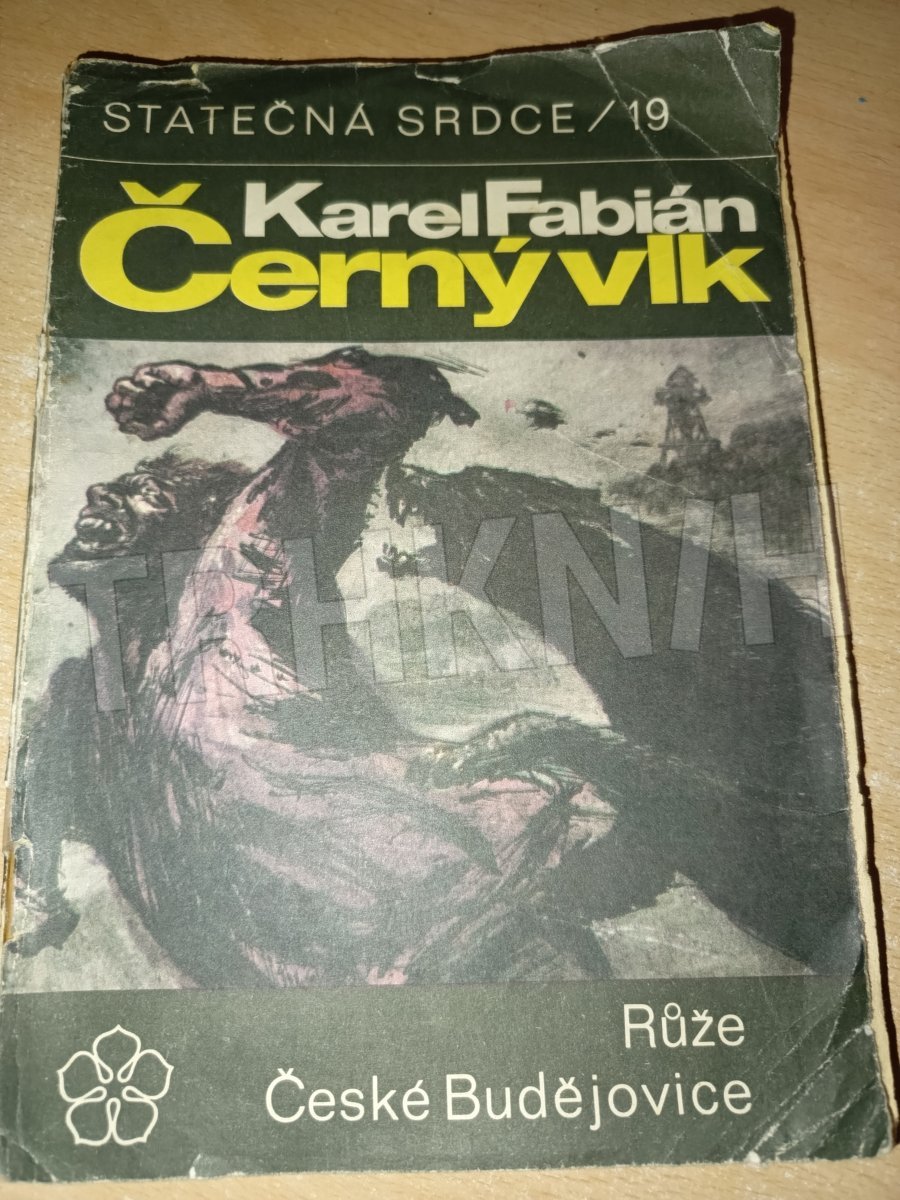 STATEČNÁ SRDCE / 19
Karel Fabián
Černý vlk
Růže
České Budějovice